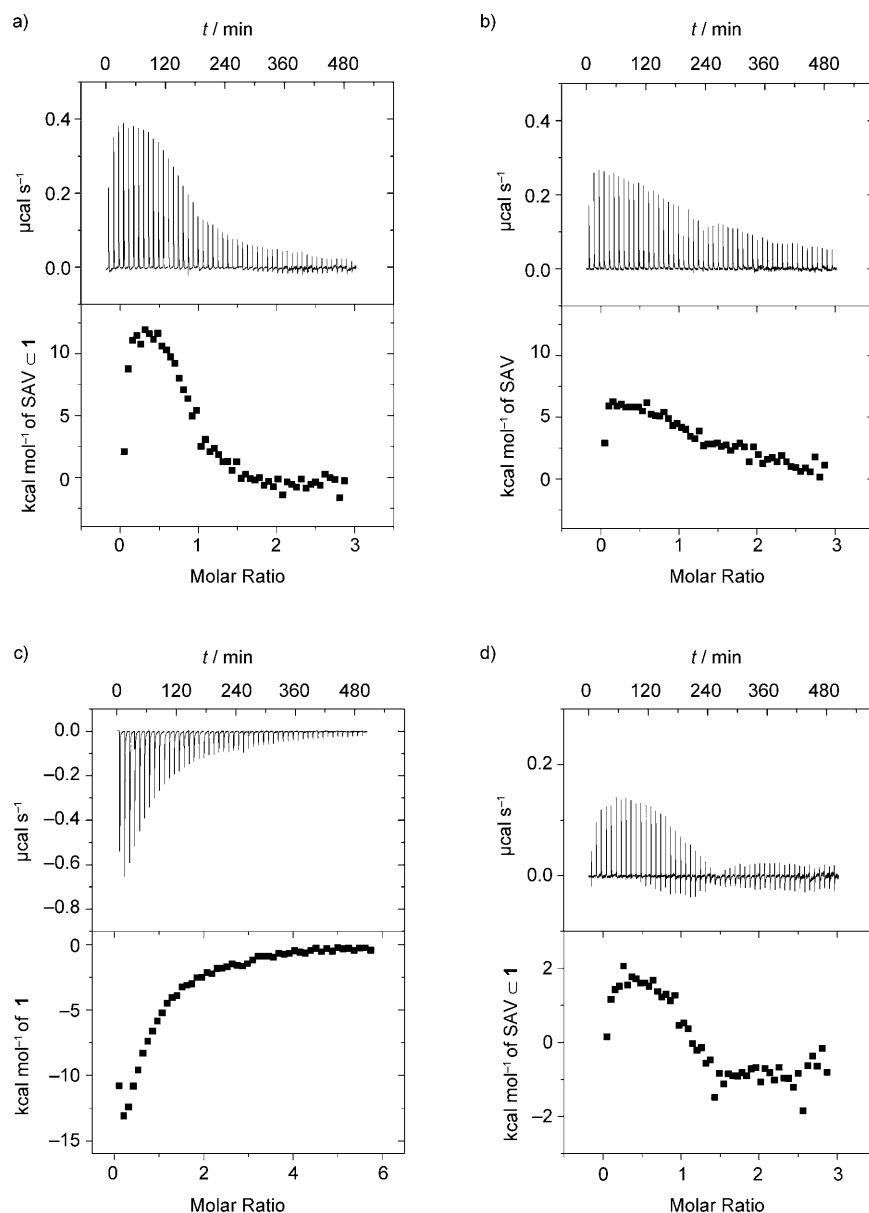 a)
t / min
0 120 240 360 480
0.4
0.2
0.0
µcal s⁻¹
10
5
0
kcal mol⁻¹ of SAV ⊂ 1
0 1 2 3
Molar Ratio
b)
t / min
0 120 240 360 480
0.4
0.2
0.0
µcal s⁻¹
10
5
0
kcal mol⁻¹ of SAV
0 1 2 3
Molar Ratio
c)
t / min
0 120 240 360 480
0.0
−0.2
−0.4
−0.6
−0.8
µcal s⁻¹
0
−5
−10
−15
kcal mol⁻¹ of 1
0 2 4 6
Molar Ratio
d)
t / min
0 120 240 360 480
0.2
0.0
µcal s⁻¹
2
0
−2
kcal mol⁻¹ of SAV ⊂ 1
0 1 2 3
Molar Ratio